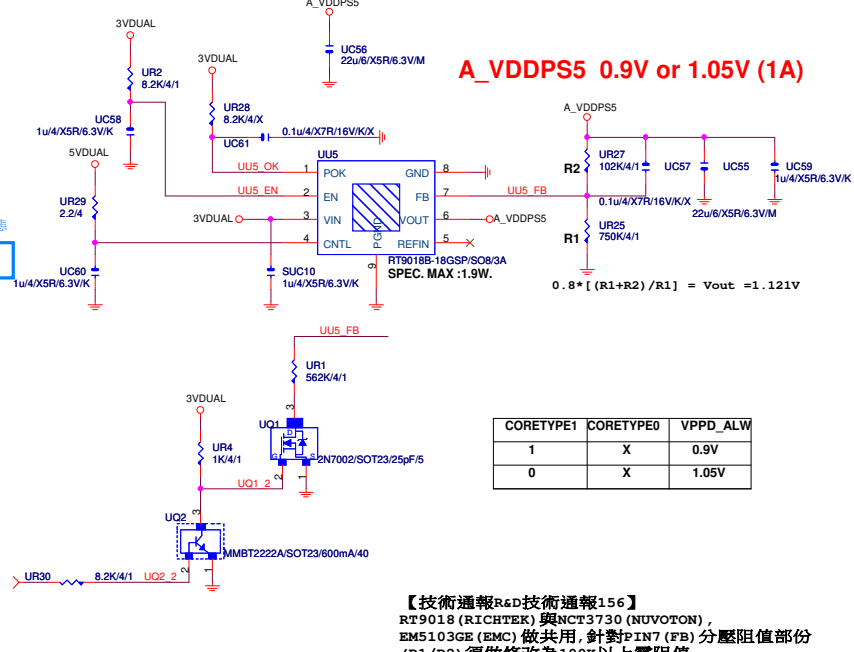 A_VDDPS5
3VDUAL
UC56
22u/6/X5R/6.3V/M
A_VDDPS5 0.9V or 1.05V (1A)
UR2
8.2K/4/1
3VDUAL
UR28
8.2K/4/X
UC58
1u/4/X5R/6.3V/K
UC61
0.1u/4/X7R/16V/K/X
5VDUAL
UR29
2.2/4
UC60
1u/4/X5R/6.3V/K
UU5_OK
UU5_EN
3VDUAL
SUC10
1u/4/X5R/6.3V/K
UU5
1 POK GND 8
2 EN FB 7
3 VIN VOUT 6
4 CNTL REFIN 5
PGND
9
RT9018B-18GSP/SO8/3A
SPEC. MAX :1.9W.
UU5_FB
A_VDDPS5
A_VDDPS5
R2
UR27
102K/4/1
UC57
0.1u/4/X7R/16V/K/X
UC55
22u/6/X5R/6.3V/M
UC59
1u/4/X5R/6.3V/K
R1
UR25
750K/4/1
0.8*[(R1+R2)/R1] = Vout =1.121V
UU5_FB
UR1
562K/4/1
3
UQ1
D
G
S
2N7002/SOT23/25pF/5
2
1
3VDUAL
UR4
1K/4/1
UQ1_2
3
UQ2
MMBT2222A/SOT23/600mA/40
2
1
UR30
8.2K/4/1
UQ2_2
CORETYPE1 CORETYPE0 VPPD_ALW
1 X 0.9V
0 X 1.05V
【技術通報R&D技術通報156】
RT9018(RICHTEK)與NCT3730(NUVOTON),
EM5103GE(EMC)做共用,針對PIN7(FB)分壓阻值部份